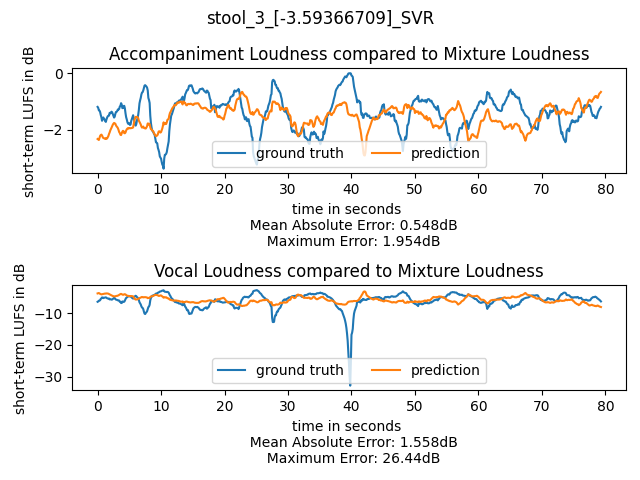 stool_3_[-3.59366709]_SVR
Accompaniment Loudness compared to Mixture Loudness
short-term LUFS in dB
0
−2
ground truth
prediction
0 10 20 30 40 50 60 70 80
time in seconds
Mean Absolute Error: 0.548dB
Maximum Error: 1.954dB
Vocal Loudness compared to Mixture Loudness
short-term LUFS in dB
−10
−20
−30
ground truth
prediction
0 10 20 30 40 50 60 70 80
time in seconds
Mean Absolute Error: 1.558dB
Maximum Error: 26.44dB